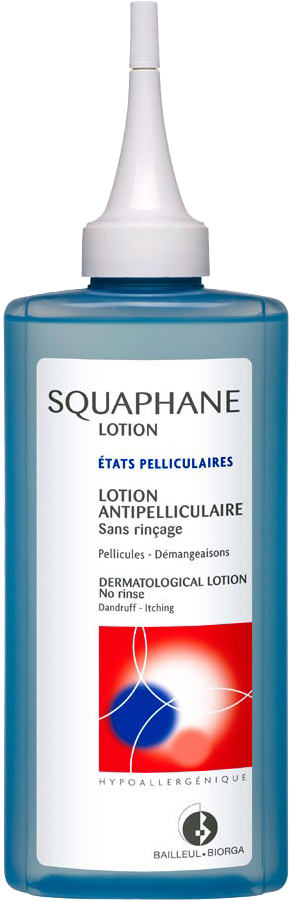 SQUAPHANE
LOTION
ÉTATS PELLICULAIRES
LOTION
ANTIPELLICULAIRE
Sans rinçage
Pellicules - Démangeaisons
DERMATOLOGICAL LOTION
No rinse
Dandruff - Itching
HYPOALLERGÉNIQUE
BAILLEUL•BIORGA